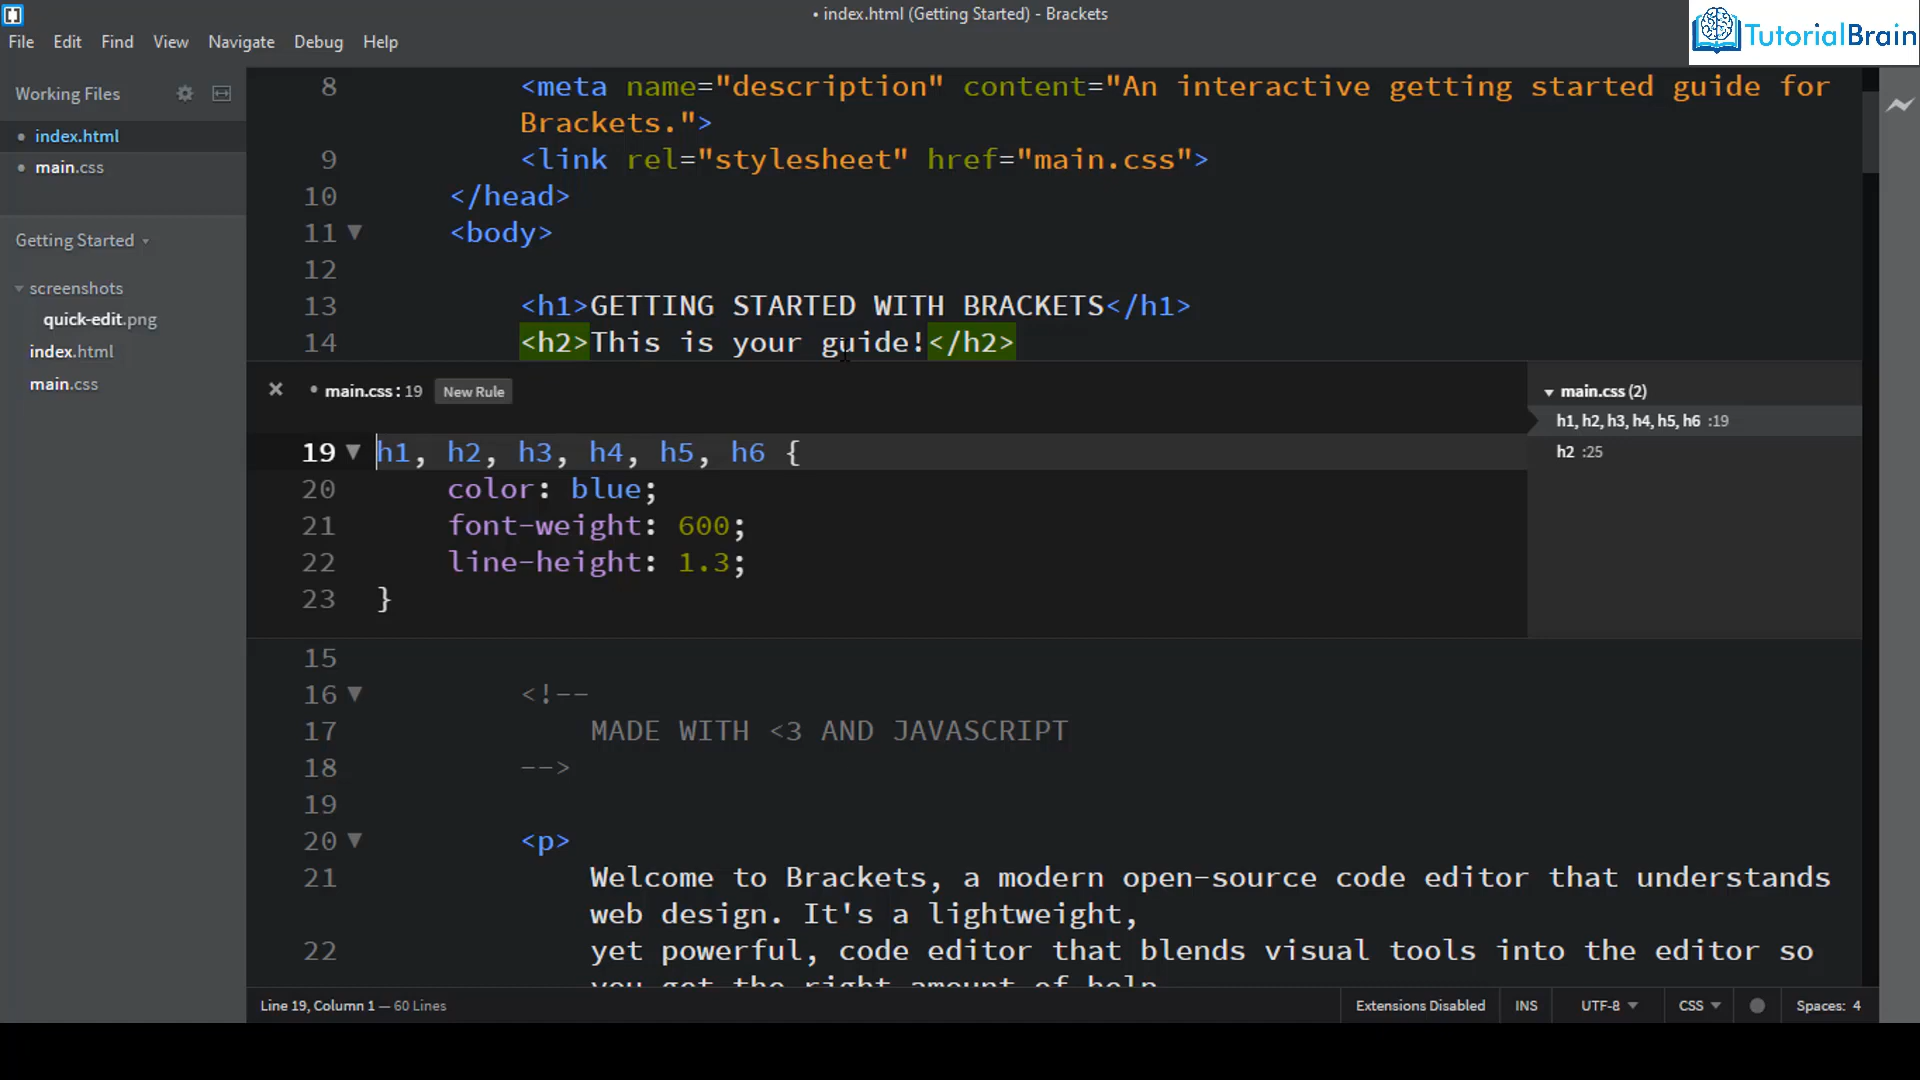 • index.html (Getting Started) - Brackets
TutorialBrain
File Edit Find View Navigate Debug Help
Working Files
• index.html
• main.css
Getting Started
screenshots
quick-edit.png
index.html
main.css
8 <meta name="description" content="An interactive getting started guide for
Brackets.">
9 <link rel="stylesheet" href="main.css">
10 </head>
11 <body>
12
13 <h1>GETTING STARTED WITH BRACKETS</h1>
14 <h2>This is your guide!</h2>
× • main.css : 19 New Rule
19 h1, h2, h3, h4, h5, h6 {
20 color: blue;
21 font-weight: 600;
22 line-height: 1.3;
23 }
main.css (2)
h1, h2, h3, h4, h5, h6 :19
h2 :25
15
16 <!--
17 MADE WITH <3 AND JAVASCRIPT
18 -->
19
20 <p>
21 Welcome to Brackets, a modern open-source code editor that understands
web design. It's a lightweight,
22 yet powerful, code editor that blends visual tools into the editor so
you get the right amount of help
Line 19, Column 1 — 60 Lines
Extensions Disabled INS UTF-8 CSS Spaces: 4